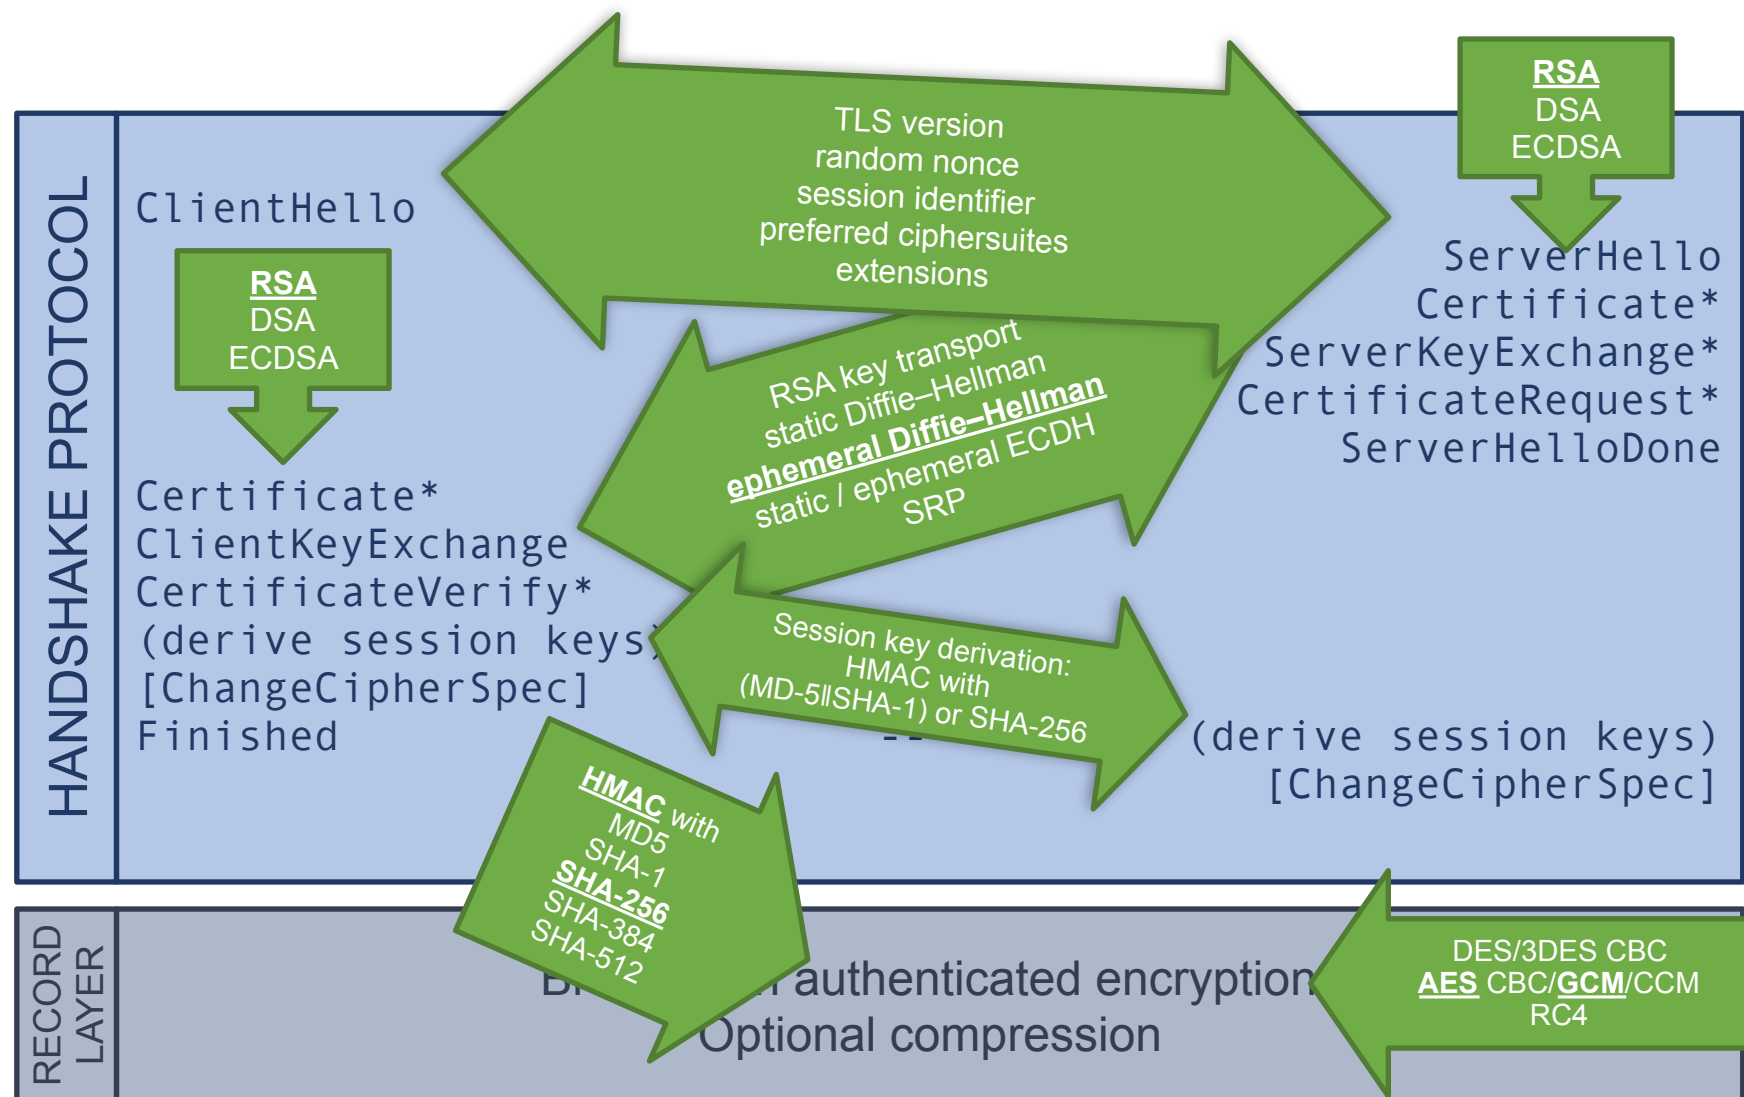 TLS version
random nonce
session identifier
preferred ciphersuites
extensions
RSA
DSA
ECDSA
HANDSHAKE PROTOCOL
ClientHello
RSA
DSA
ECDSA
ServerHello
Certificate*
ServerKeyExchange*
CertificateRequest*
ServerHelloDone
RSA key transport
static Diffie–Hellman
ephemeral Diffie–Hellman
static / ephemeral ECDH
SRP
Certificate*
ClientKeyExchange
CertificateVerify*
(derive session keys)
[ChangeCipherSpec]
Finished
Session key derivation:
HMAC with
(MD-5‖SHA-1) or SHA-256
(derive session keys)
[ChangeCipherSpec]
HMAC with
MD5
SHA-1
SHA-256
SHA-384
SHA-512
RECORD
LAYER
authenticated encryption
Optional compression
DES/3DES CBC
AES CBC/GCM/CCM
RC4